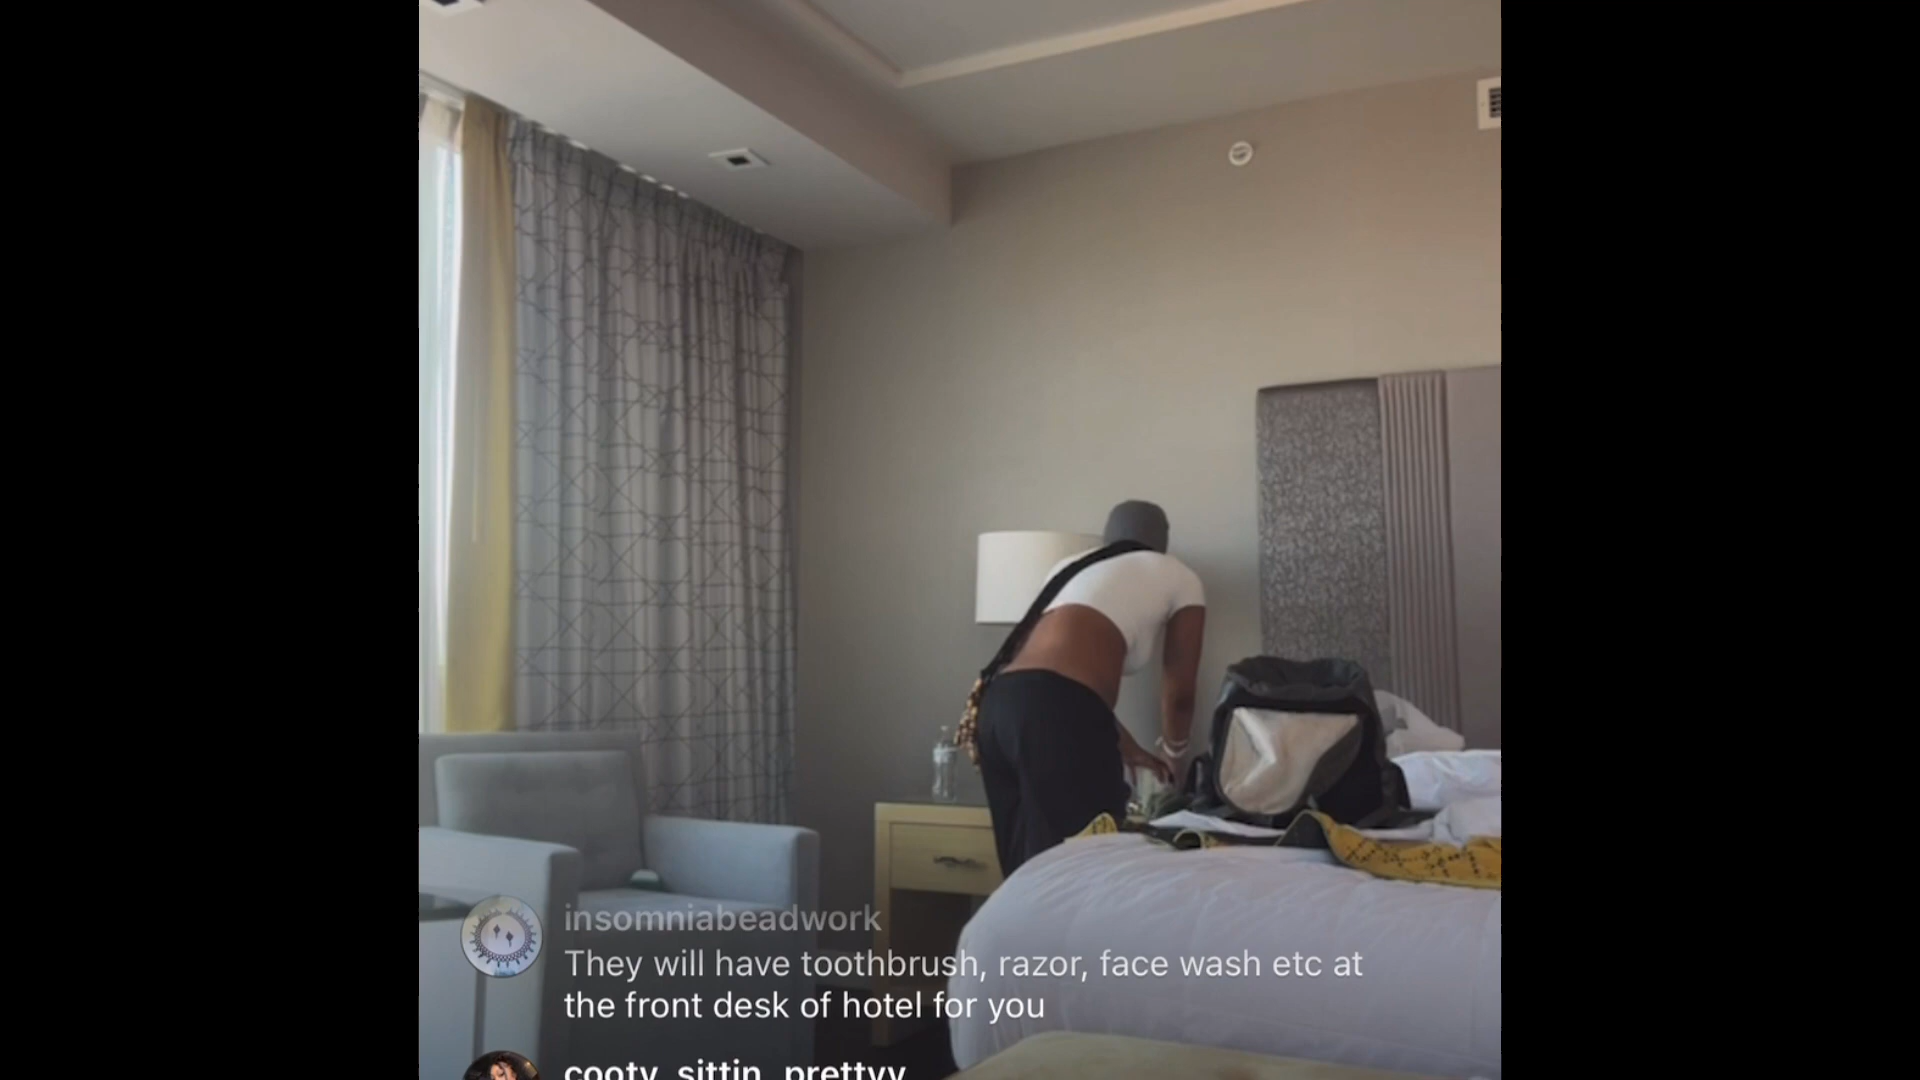 insomniabeadwork
They will have toothbrush, razor, face wash etc at
the front desk of hotel for you
cooty_sittin_prettyy